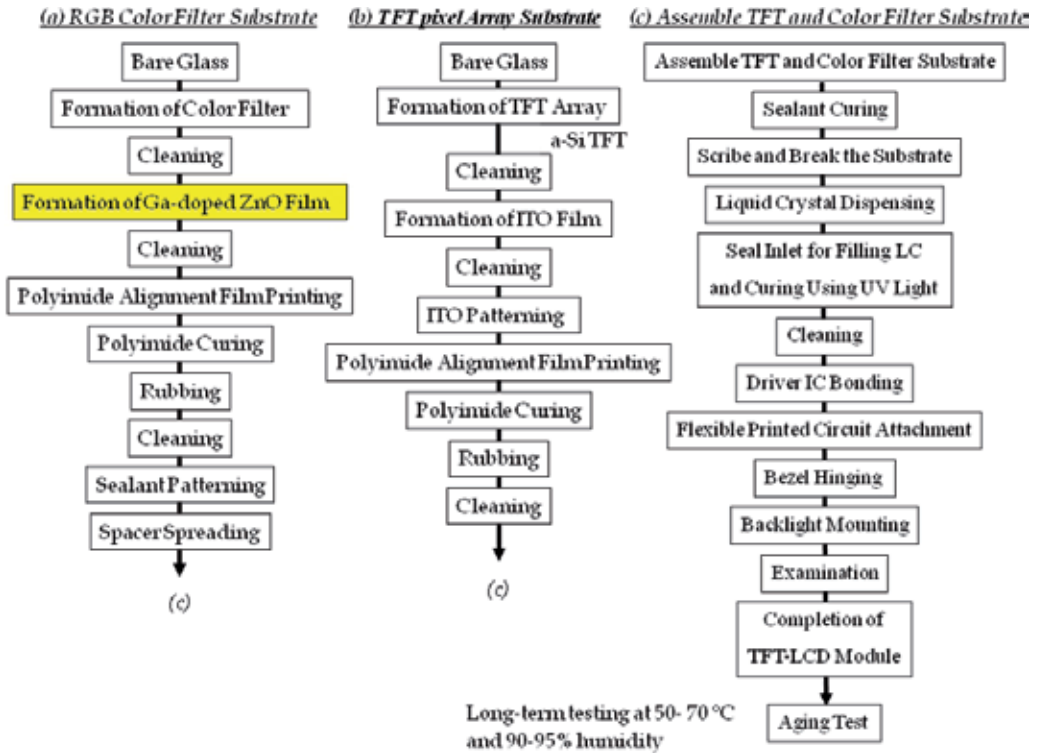 (a) RGB Color Filter Substrate
Bare Glass
Formation of Color Filter
Cleaning
Formation of Ga-doped ZnO Film
Cleaning
Polyimide Alignment Film Printing
Polyimide Curing
Rubbing
Cleaning
Sealant Patterning
Spacer Spreading
(c)
(b) TFT pixel Array Substrate
Bare Glass
Formation of TFT Array
a-Si TFT
Cleaning
Formation of ITO Film
Cleaning
ITO Patterning
Polyimide Alignment Film Printing
Polyimide Curing
Rubbing
Cleaning
(c)
(c) Assemble TFT and Color Filter Substrate
Assemble TFT and Color Filter Substrate
Sealant Curing
Scribe and Break the Substrate
Liquid Crystal Dispensing
Seal Inlet for Filling LC
and Curing Using UV Light
Cleaning
Driver IC Bonding
Flexible Printed Circuit Attachment
Bezel Hinging
Backlight Mounting
Examination
Completion of
TFT-LCD Module
Aging Test
Long-term testing at 50- 70 °C
and 90-95% humidity